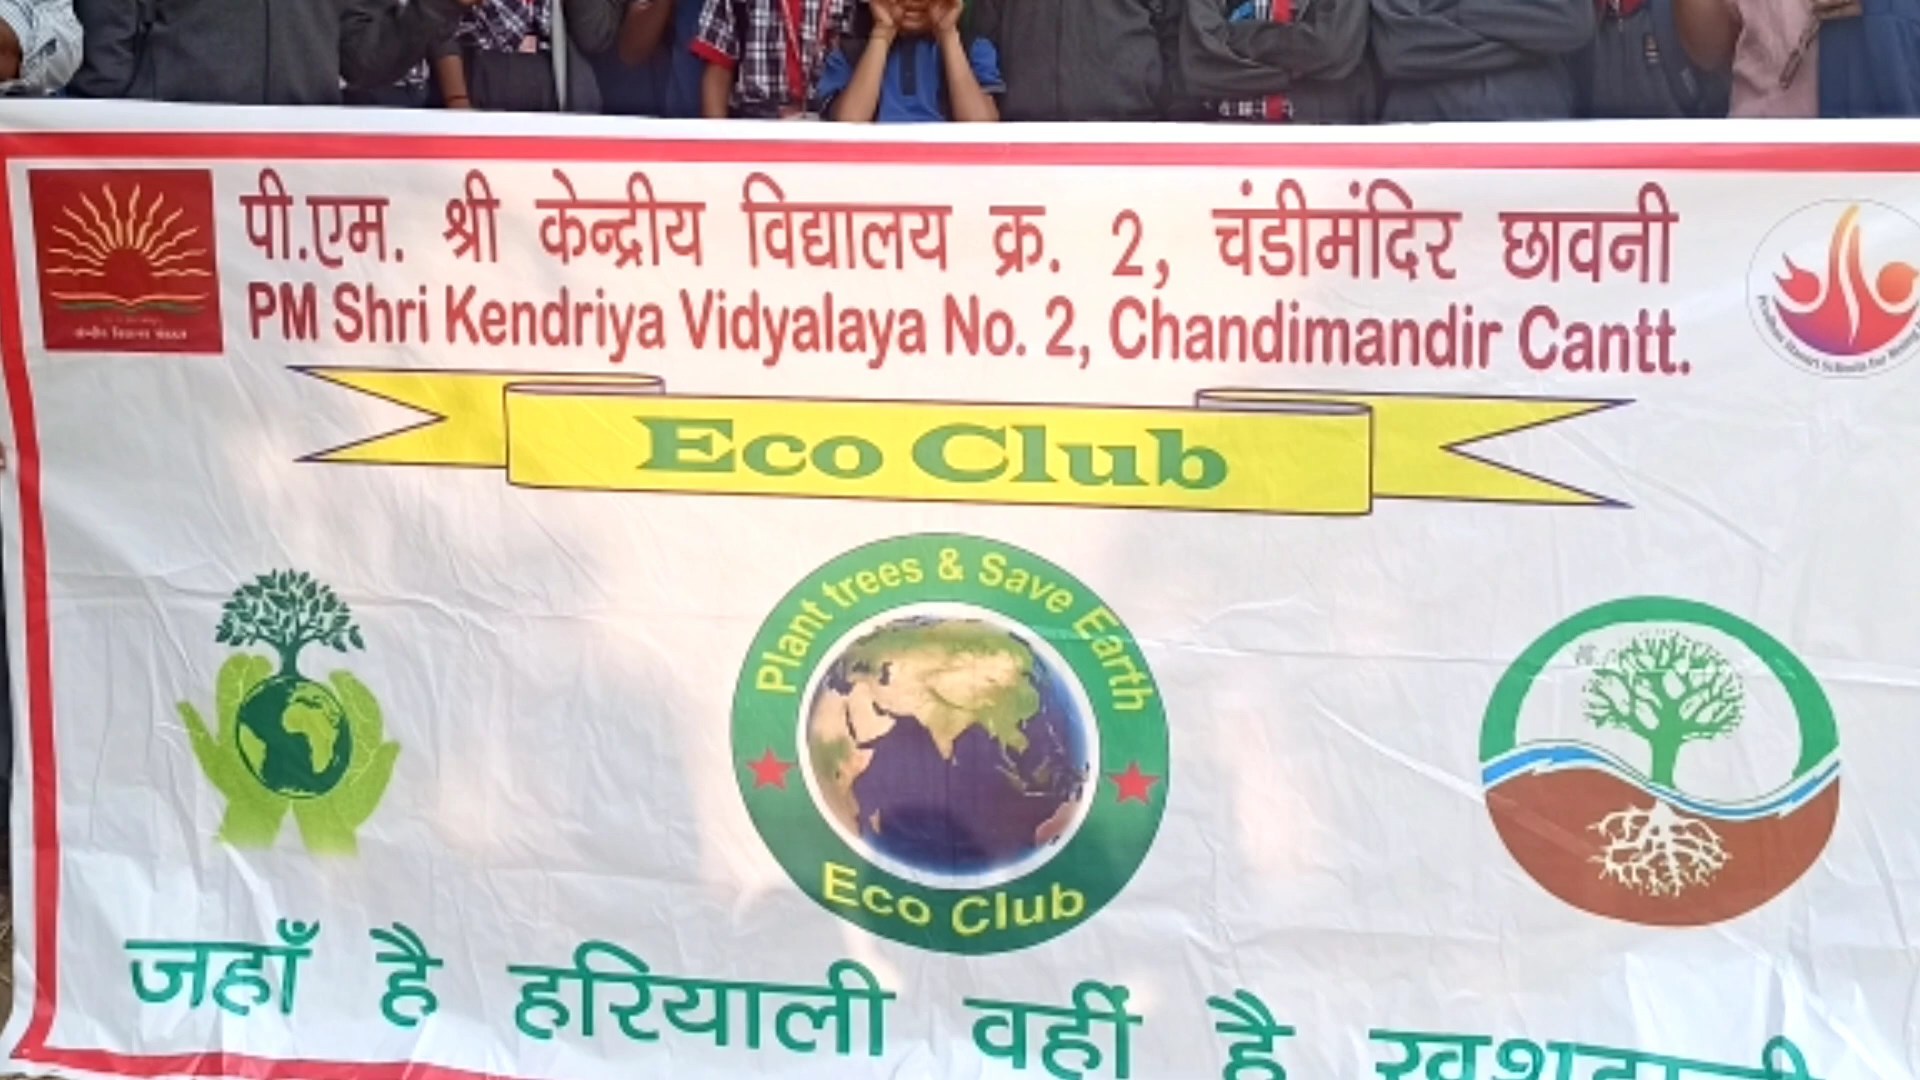 पी.एम. श्री केन्द्रीय विद्यालय क्र. 2, चंडीमंदिर छावनी
PM Shri Kendriya Vidyalaya No. 2, Chandimandir Cantt.
Eco Club
Plant trees & Save Earth
Eco Club
जहाँ है हरियाली वहीं है